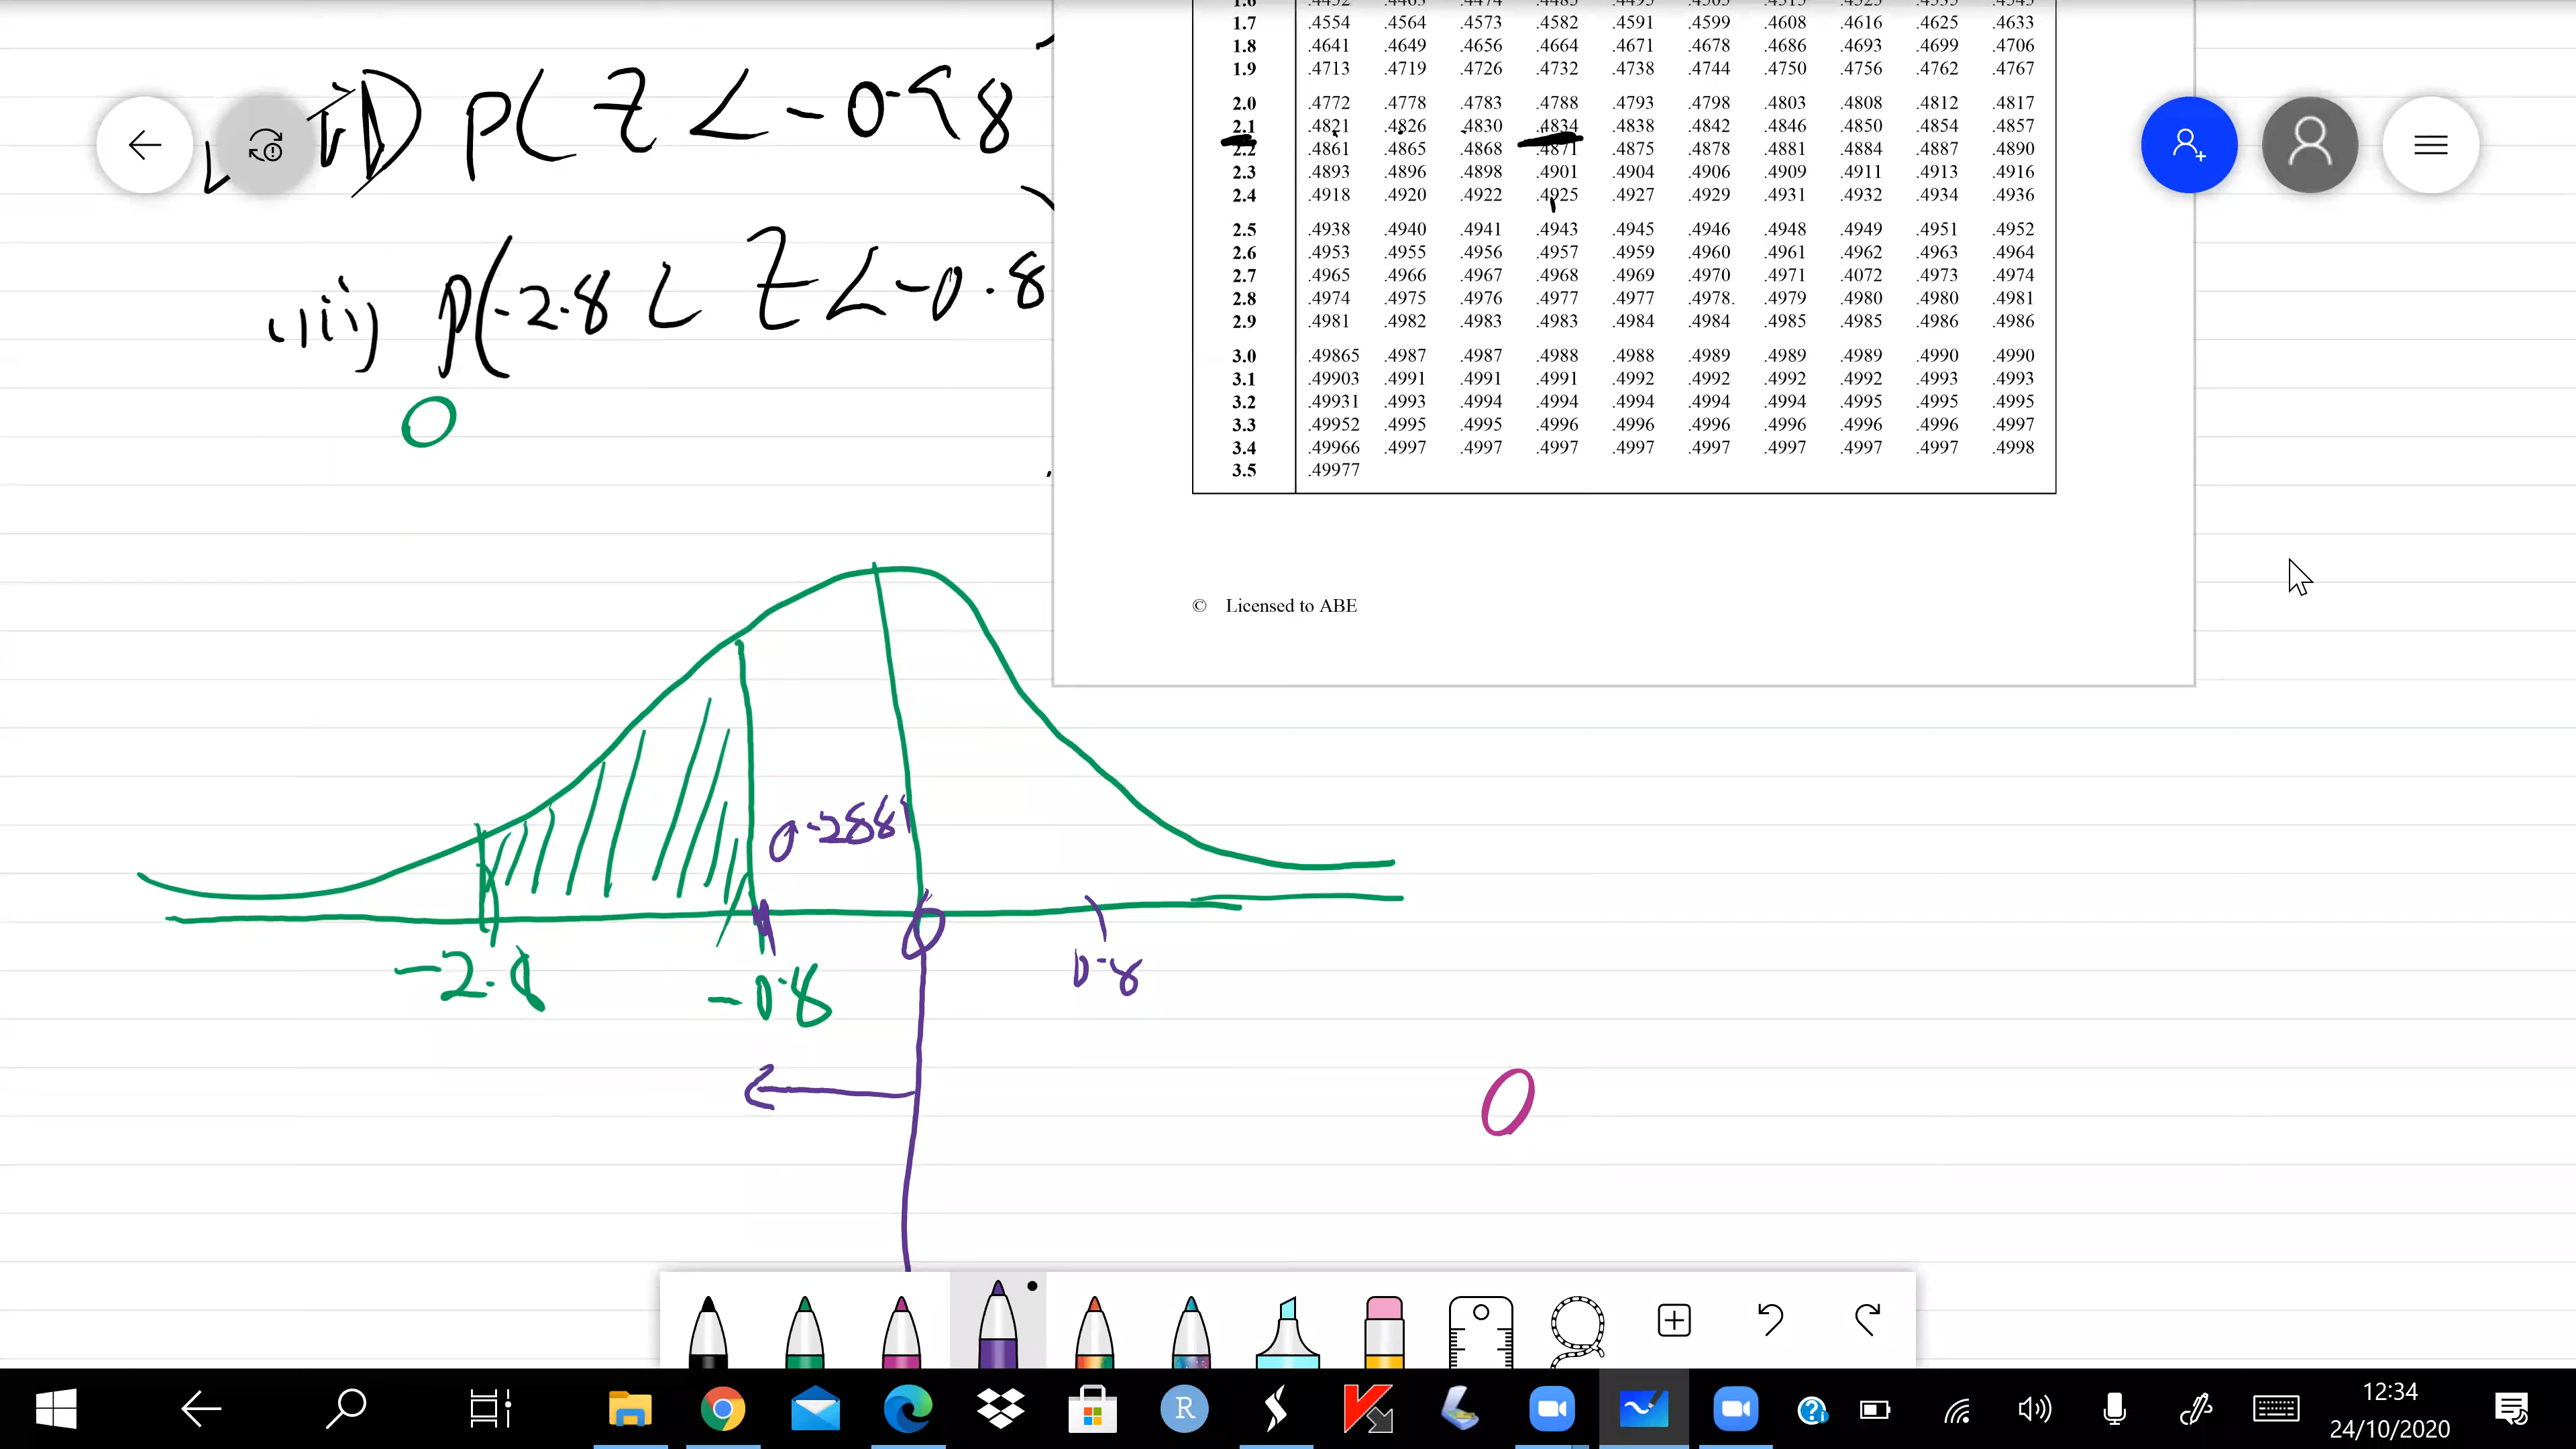 1.7 .4554 .4564 .4573 .4582 .4591 .4599 .4608 .4616 .4625 .4633
1.8 .4641 .4649 .4656 .4664 .4671 .4678 .4686 .4693 .4699 .4706
1.9 .4713 .4719 .4726 .4732 .4738 .4744 .4750 .4756 .4762 .4767
2.0 .4772 .4778 .4783 .4788 .4793 .4798 .4803 .4808 .4812 .4817
2.1 .4821 .4826 .4830 .4834 .4838 .4842 .4846 .4850 .4854 .4857
2.2 .4861 .4865 .4868 .4871 .4875 .4878 .4881 .4884 .4887 .4890
2.3 .4893 .4896 .4898 .4901 .4904 .4906 .4909 .4911 .4913 .4916
2.4 .4918 .4920 .4922 .4925 .4927 .4929 .4931 .4932 .4934 .4936
2.5 .4938 .4940 .4941 .4943 .4945 .4946 .4948 .4949 .4951 .4952
2.6 .4953 .4955 .4956 .4957 .4959 .4960 .4961 .4962 .4963 .4964
2.7 .4965 .4966 .4967 .4968 .4969 .4970 .4971 .4072 .4973 .4974
2.8 .4974 .4975 .4976 .4977 .4977 .4978. .4979 .4980 .4980 .4981
2.9 .4981 .4982 .4983 .4983 .4984 .4984 .4985 .4985 .4986 .4986
3.0 .49865 .4987 .4987 .4988 .4988 .4989 .4989 .4989 .4990 .4990
3.1 .49903 .4991 .4991 .4991 .4992 .4992 .4992 .4992 .4993 .4993
3.2 .49931 .4993 .4994 .4994 .4994 .4994 .4994 .4995 .4995 .4995
3.3 .49952 .4995 .4995 .4996 .4996 .4996 .4996 .4996 .4996 .4997
3.4 .49966 .4997 .4997 .4997 .4997 .4997 .4997 .4997 .4997 .4998
3.5 .49977
© Licensed to ABE
P( Z < -0.98
iii) P(-2.8 < Z < -0.8)
0
0.2881
0
-2.8
-0.8
0.8
0
12:34
24/10/2020